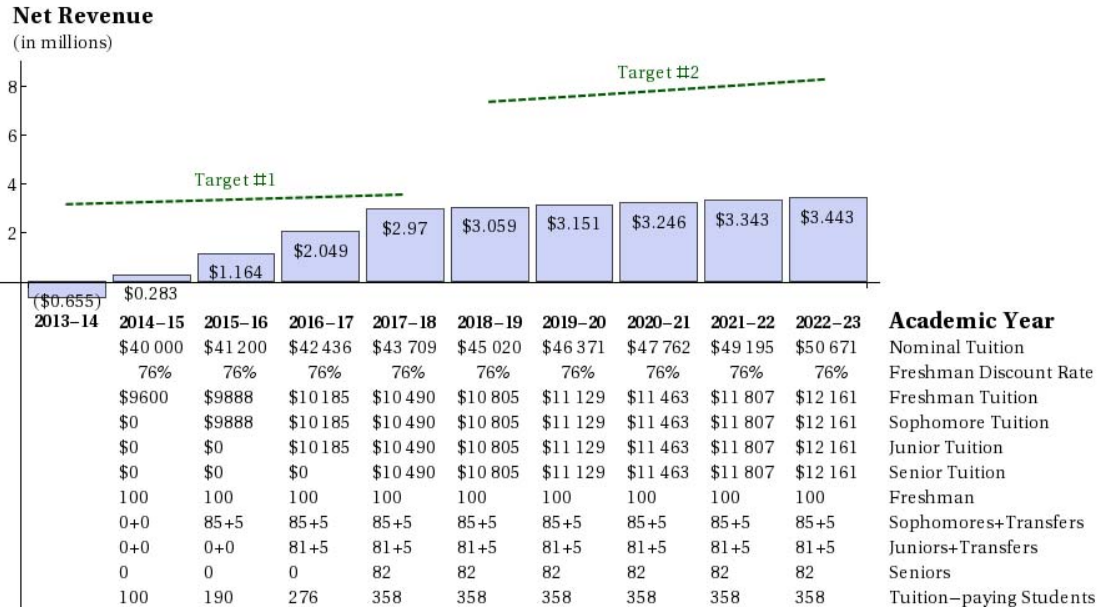 Net Revenue
(in millions)
Target #2
8
6
Target #1
4
2
($0.655) $0.283 $1.164 $2.049 $2.97 $3.059 $3.151 $3.246 $3.343 $3.443
2013–14 2014–15 2015–16 2016–17 2017–18 2018–19 2019–20 2020–21 2021–22 2022–23 Academic Year
$40 000 $41 200 $42 436 $43 709 $45 020 $46 371 $47 762 $49 195 $50 671 Nominal Tuition
76% 76% 76% 76% 76% 76% 76% 76% 76% Freshman Discount Rate
$9600 $9888 $10 185 $10 490 $10 805 $11 129 $11 463 $11 807 $12 161 Freshman Tuition
$0 $9888 $10 185 $10 490 $10 805 $11 129 $11 463 $11 807 $12 161 Sophomore Tuition
$0 $0 $10 185 $10 490 $10 805 $11 129 $11 463 $11 807 $12 161 Junior Tuition
$0 $0 $0 $10 490 $10 805 $11 129 $11 463 $11 807 $12 161 Senior Tuition
100 100 100 100 100 100 100 100 100 Freshman
0+0 85+5 85+5 85+5 85+5 85+5 85+5 85+5 85+5 Sophomores+Transfers
0+0 0+0 81+5 81+5 81+5 81+5 81+5 81+5 81+5 Juniors+Transfers
0 0 0 82 82 82 82 82 82 Seniors
100 190 276 358 358 358 358 358 358 Tuition–paying Students